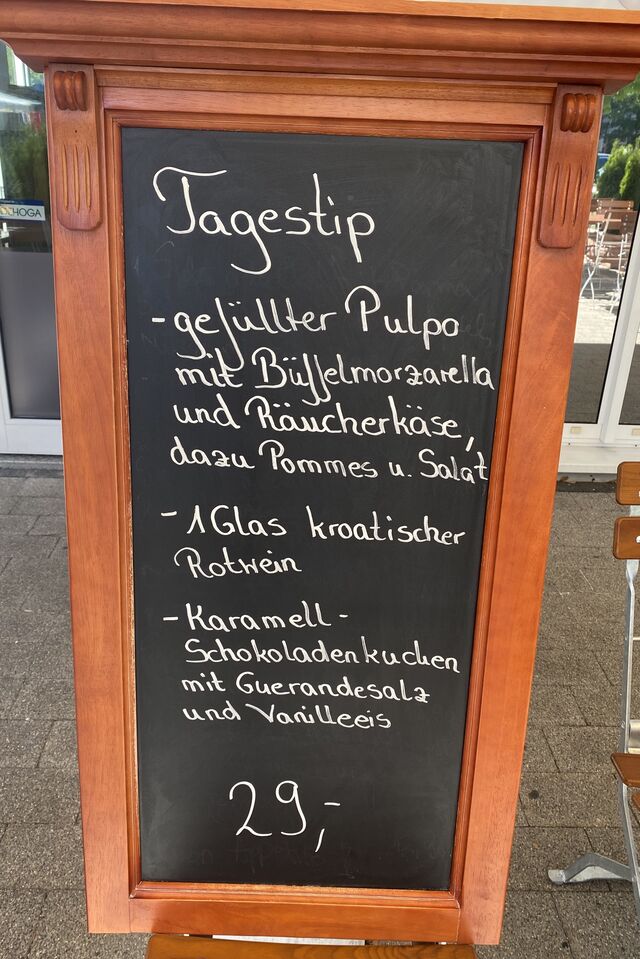 Tagestip
- gefüllter Pulpo
mit Büffelmorzarella
und Räucherkäse,
dazu Pommes u. Salat
- 1 Glas kroatischer
Rotwein
- Karamell-
Schokoladenkuchen
mit Guerandesalz
und Vanilleeis
29,-